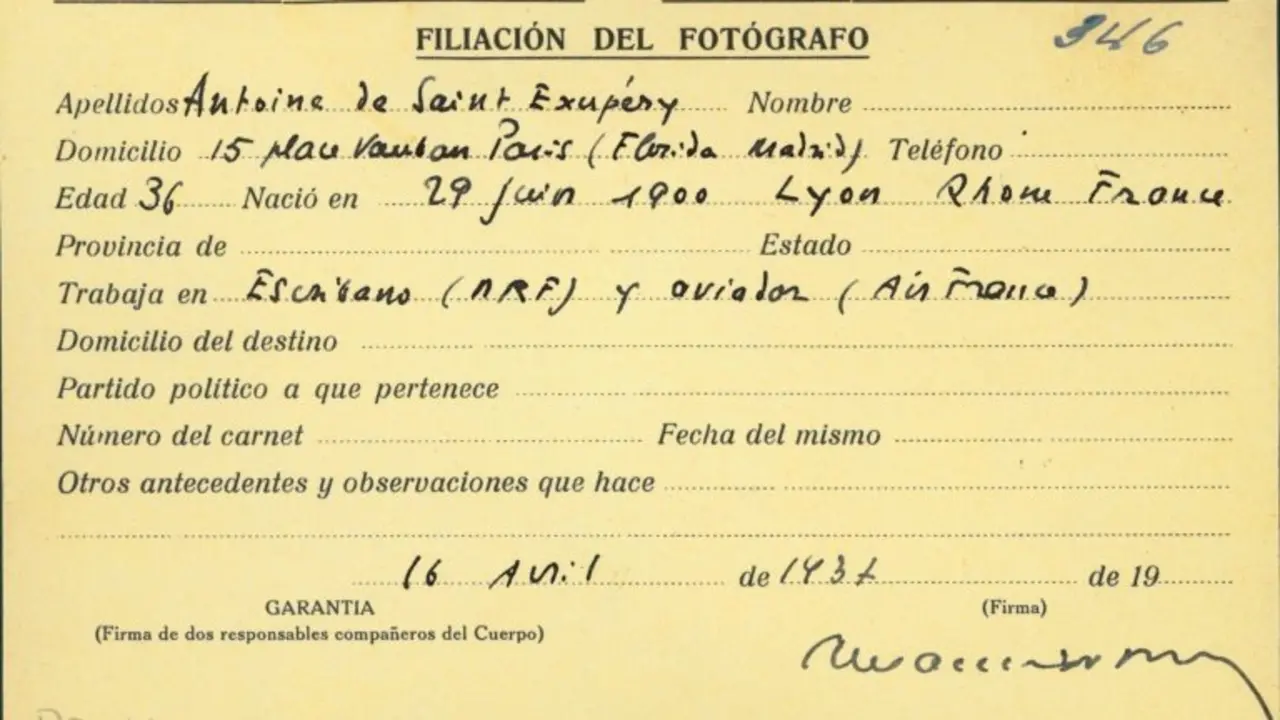 FILIACIÓN DEL FOTÓGRAFO 346
Apellidos Antoine de Saint Exupéry Nombre
Domicilio 15 place Vauban Paris (Florida Madrid) Teléfono
Edad 36 Nació en 29 juin 1900 Lyon Rhone France
Provincia de Estado
Trabaja en Escribano (NRF) y aviador (Air France)
Domicilio del destino
Partido político a que pertenece
Número del carnet Fecha del mismo
Otros antecedentes y observaciones que hace
16 Avril de 1937 de 19
GARANTIA (Firma)
(Firma de dos responsables compañeros del Cuerpo)